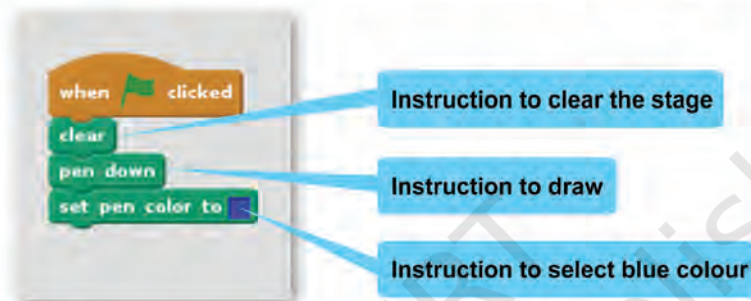 when clicked
clear
Instruction to clear the stage
pen down
Instruction to draw
set pen color to
Instruction to select blue colour